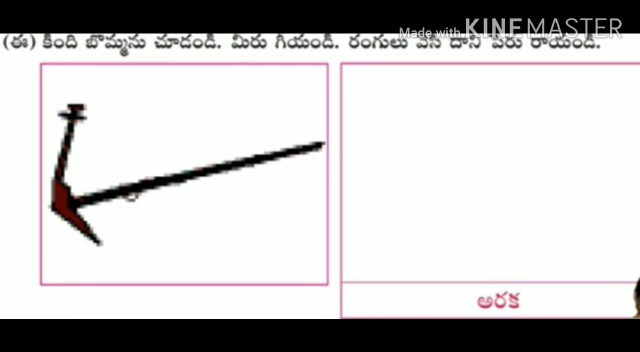 Made with KINEMASTER
(ఈ) కింది బొమ్మను చూడండి. మీరు గీయండి. రంగులు వేసి దాని పేరు రాయండి.
అరక